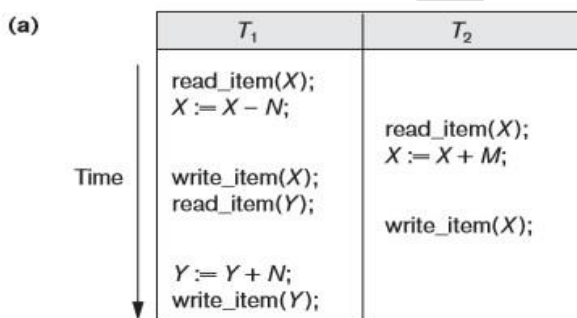 (a)
T₁ T₂
read_item(X);
X := X − N;
read_item(X);
X := X + M;
Time
write_item(X);
read_item(Y);
write_item(X);
Y := Y + N;
write_item(Y);